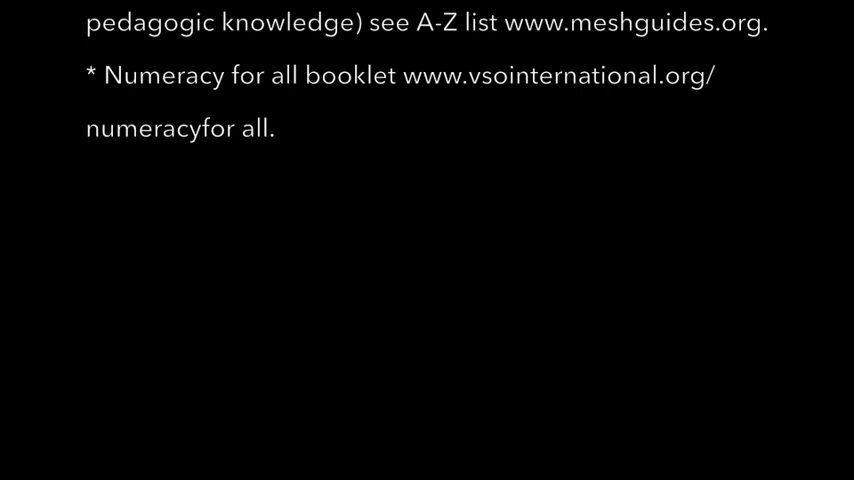 pedagogic knowledge) see A-Z list www.meshguides.org.
* Numeracy for all booklet www.vsointernational.org/
numeracyfor all.